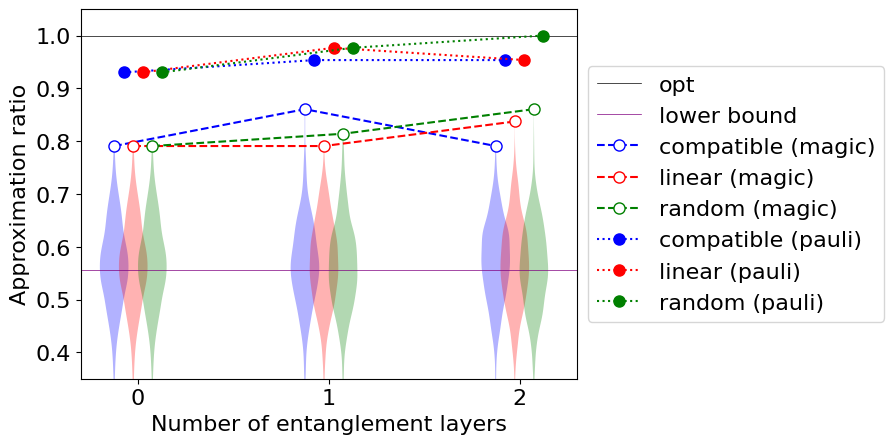 1.0
0.9
0.8
0.7
0.6
0.5
0.4
Approximation ratio
0 1 2
Number of entanglement layers
opt
lower bound
compatible (magic)
linear (magic)
random (magic)
compatible (pauli)
linear (pauli)
random (pauli)